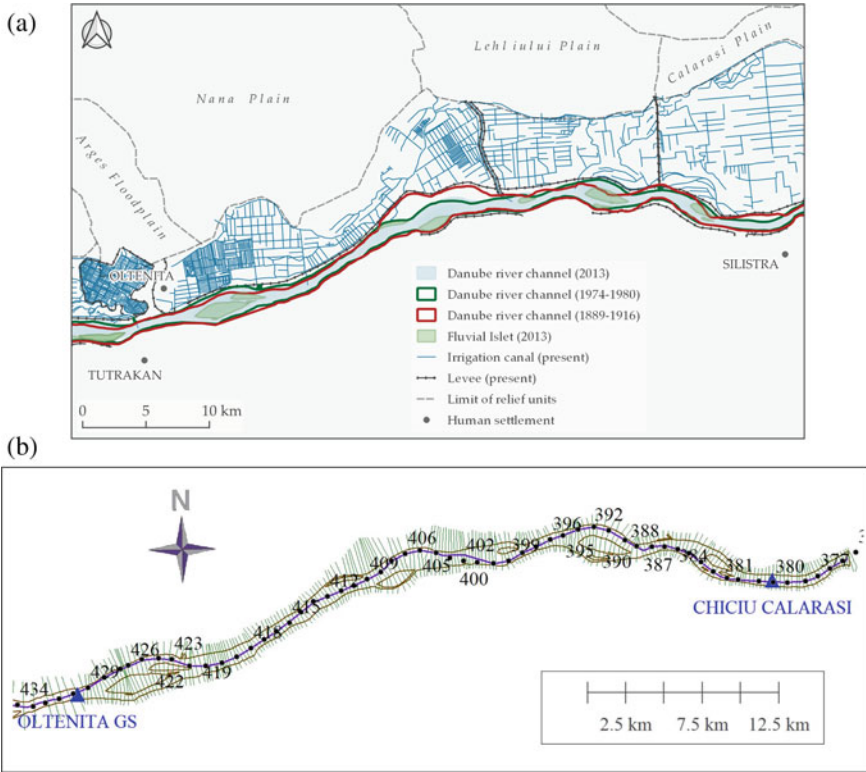 (a)
Lehliului Plain
Calarasi Plain
Nana Plain
Arges Floodplain
OLTENITA
SILISTRA
TUTRAKAN
Danube river channel (2013)
Danube river channel (1974-1980)
Danube river channel (1889-1916)
Fluvial Islet (2013)
Irrigation canal (present)
Levee (present)
Limit of relief units
Human settlement
0 5 10 km
(b)
N
406 402 399 396 392 388
409 405 400 395 390 387 384 381 380 377
415 412
426 423 418
434 429 422 419
CHICIU CALARASI
OLTENITA GS
2.5 km 7.5 km 12.5 km